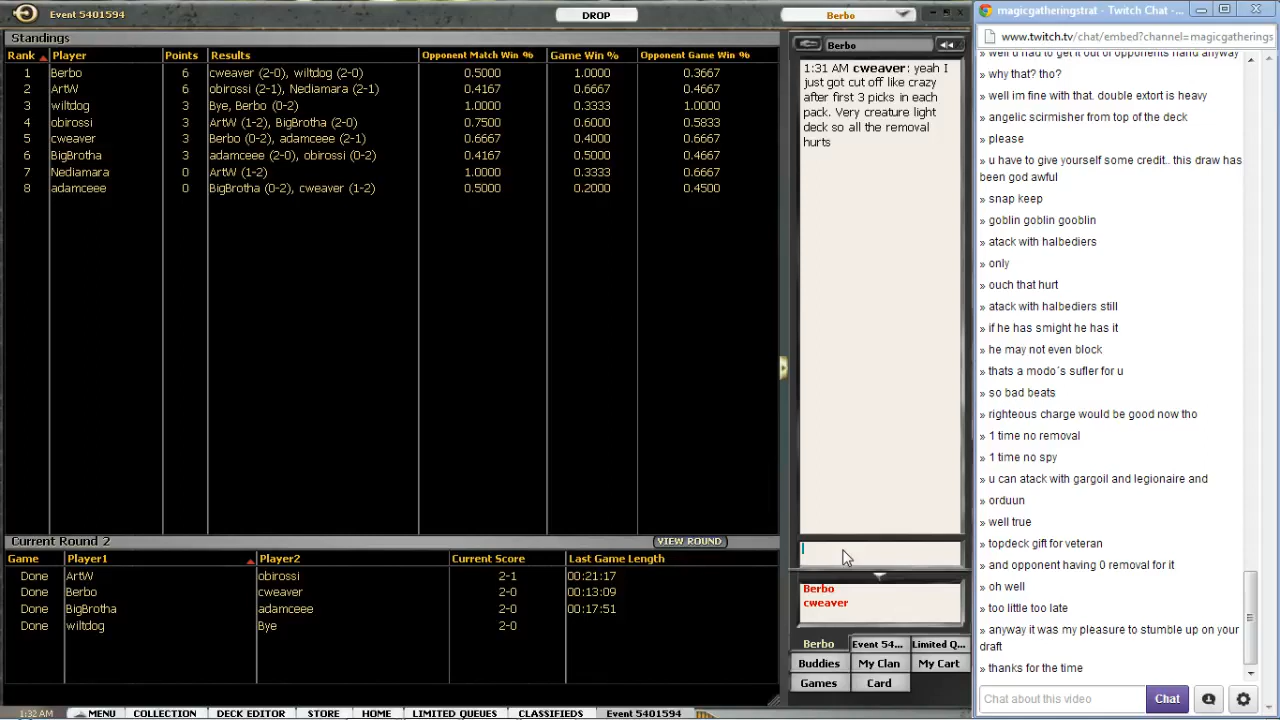 Event 5401594
DROP
Berbo
magicgatheringstrat - Twitch Chat -...
www.twitch.tv/chat/embed?channel=magicgatherings
Standings
Rank Player Points Results Opponent Match Win % Game Win % Opponent Game Win %
1 Berbo 6 cweaver (2-0), wiltdog (2-0) 0.5000 1.0000 0.3667
2 ArtW 6 obirossi (2-1), Nediamara (2-1) 0.4167 0.6667 0.4667
3 wiltdog 3 Bye, Berbo (0-2) 1.0000 0.3333 1.0000
4 obirossi 3 ArtW (1-2), BigBrotha (2-0) 0.7500 0.6000 0.5833
5 cweaver 3 Berbo (0-2), adamceee (2-1) 0.6667 0.4000 0.6667
6 BigBrotha 3 adamceee (2-0), obirossi (0-2) 0.4167 0.5000 0.4667
7 Nediamara 0 ArtW (1-2) 1.0000 0.3333 0.6667
8 adamceee 0 BigBrotha (0-2), cweaver (1-2) 0.5000 0.2000 0.4500
Current Round 2
VIEW ROUND
Game Player1 Player2 Current Score Last Game Length
Done ArtW obirossi 2-1 00:21:17
Done Berbo cweaver 2-0 00:13:09
Done BigBrotha adamceee 2-0 00:17:51
Done wiltdog Bye 2-0
Berbo
1:31 AM cweaver: yeah I
just got cut off like crazy
after first 3 picks in each
pack. Very creature light
deck so all the removal
hurts
Berbo
cweaver
Berbo Event 54... Limited Q...
Buddies My Clan My Cart
Games Card
1:32 AM MENU COLLECTION DECK EDITOR STORE HOME LIMITED QUEUES CLASSIFIEDS Event 5401594
» well u had to get it out of opponents hand anyway
» why that? tho?
» well im fine with that. double extort is heavy
» angelic scirmisher from top of the deck
» please
» u have to give yourself some credit.. this draw has
been god awful
» snap keep
» goblin goblin gooblin
» atack with halbediers
» only
» ouch that hurt
» atack with halbediers still
» if he has smight he has it
» he may not even block
» thats a modo´s sufler for u
» so bad beats
» righteous charge would be good now tho
» 1 time no removal
» 1 time no spy
» u can atack with gargoil and legionaire and
» orduun
» well true
» topdeck gift for veteran
» and opponent having 0 removal for it
» oh well
» too little too late
» anyway it was my pleasure to stumble up on your
draft
» thanks for the time
Chat about this video
Chat